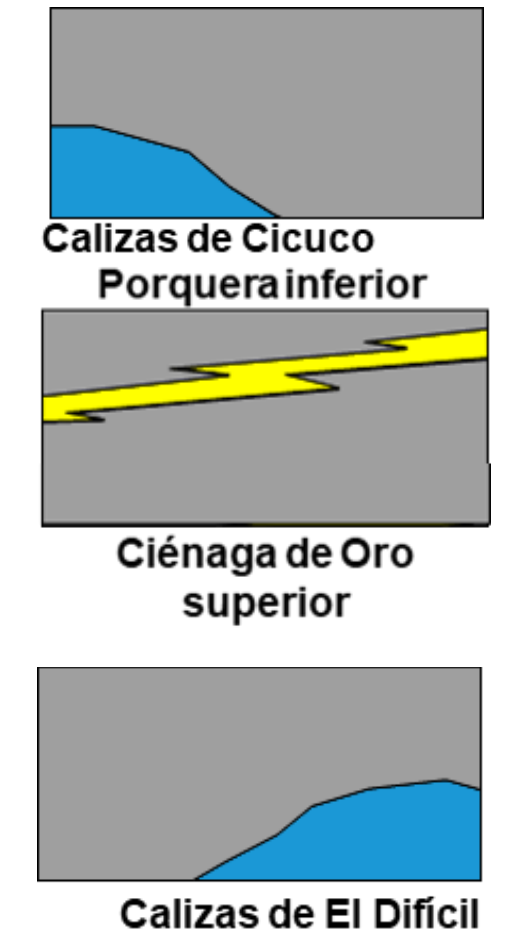 Calizas de Cicuco
Porquera inferior
Ciénaga de Oro
superior
Calizas de El Difícil